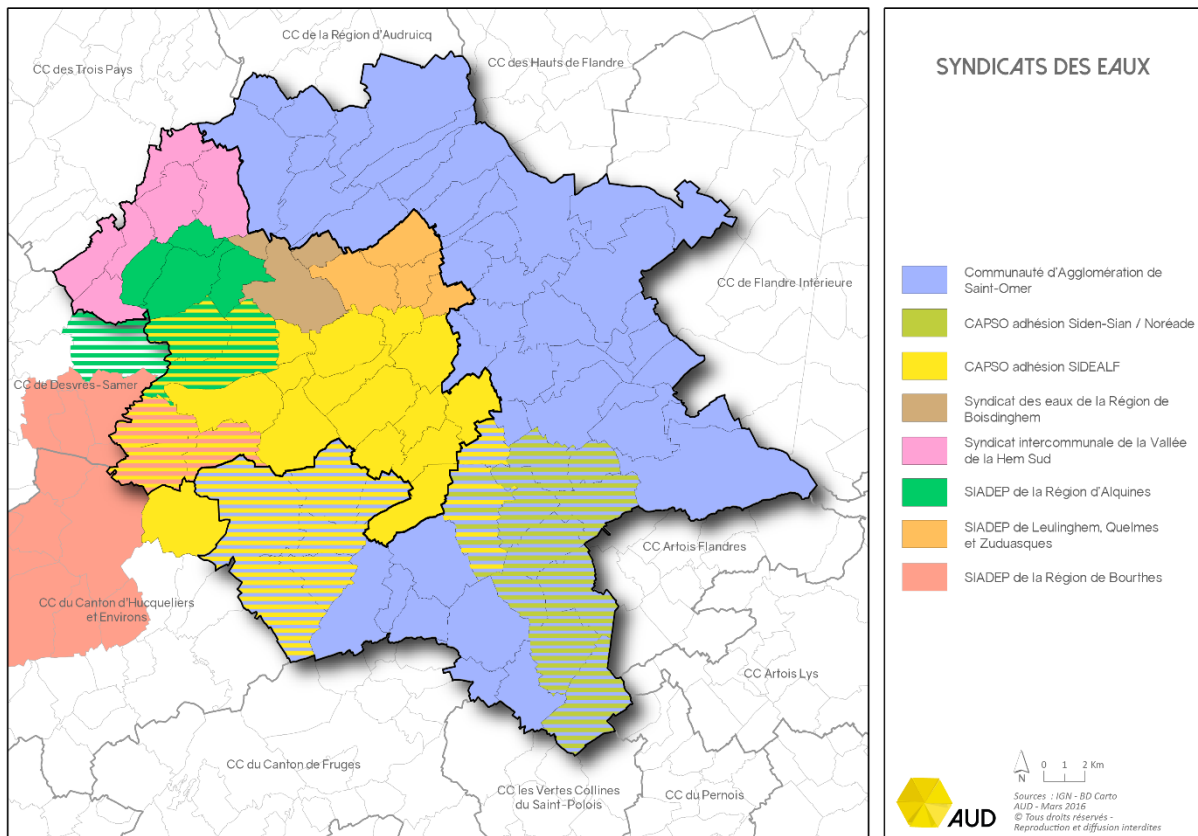 CC de la Région d'Audruicq
CC des Trois Pays
CC des Hauts de Flandre
CC de Flandre Intérieure
CC de Desvres - Samer
CC Artois Flandres
CC du Canton d'Hucqueliers
et Environs
CC Artois Lys
CC du Canton de Fruges
CC les Vertes Collines
du Saint-Polois
CC du Pernois
SYNDICATS DES EAUX
Communauté d'Agglomération de
Saint-Omer
CAPSO adhésion Siden-Sian / Noréade
CAPSO adhésion SIDEALF
Syndicat des eaux de la Région de
Boisdinghem
Syndicat intercommunale de la Vallée
de la Hem Sud
SIADEP de la Région d'Alquines
SIADEP de Leulinghem, Quelmes
et Zuduasques
SIADEP de la Région de Bourthes
N
0 1 2 Km
AUD
Sources : IGN - BD Carto
AUD - Mars 2016
© Tous droits réservés -
Reproduction et diffusion interdites